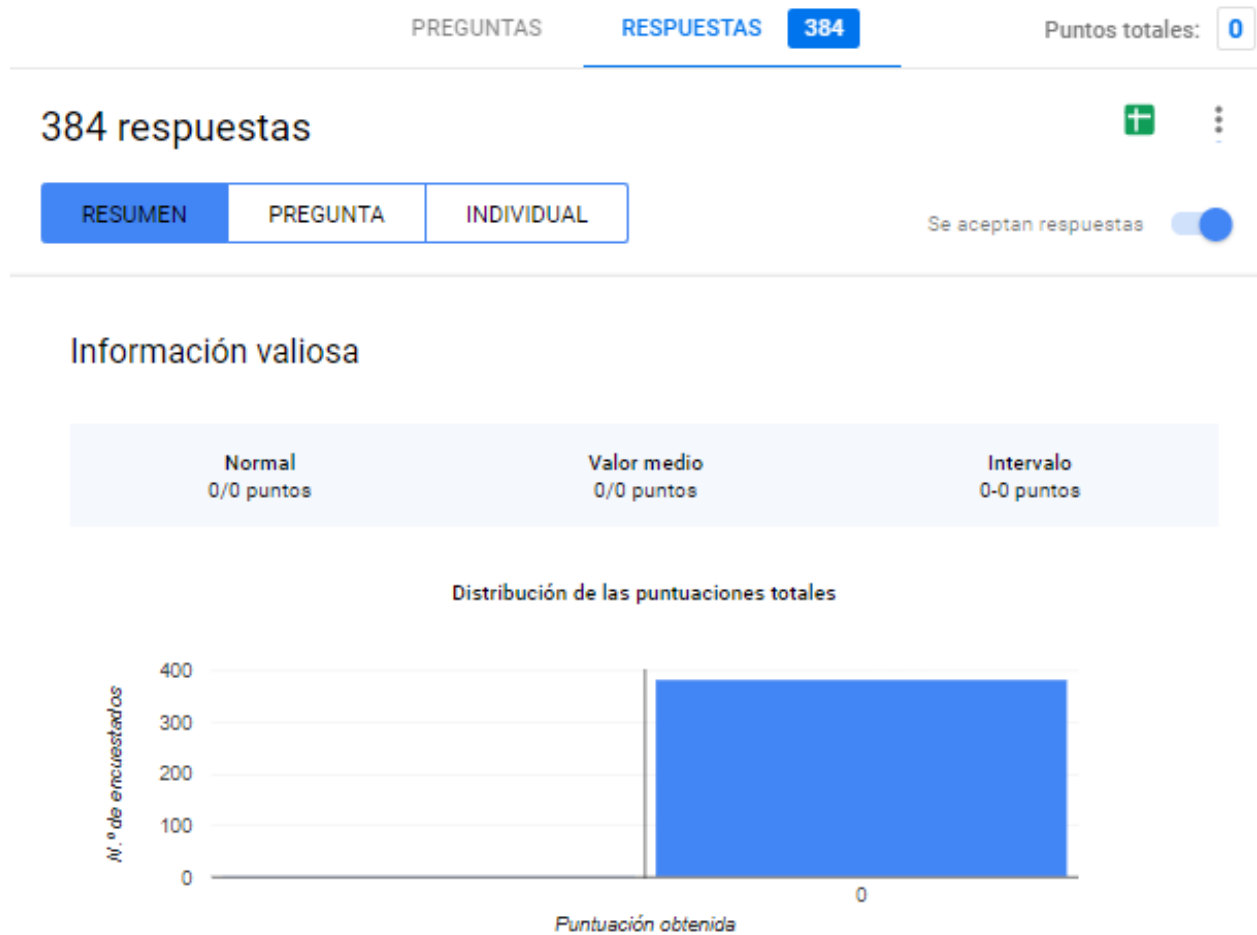 PREGUNTAS RESPUESTAS 384 Puntos totales: 0
384 respuestas
RESUMEN PREGUNTA INDIVIDUAL Se aceptan respuestas
Información valiosa
Normal Valor medio Intervalo
0/0 puntos 0/0 puntos 0-0 puntos
Distribución de las puntuaciones totales
N.º de encuestados
400
300
200
100
0
0
Puntuación obtenida